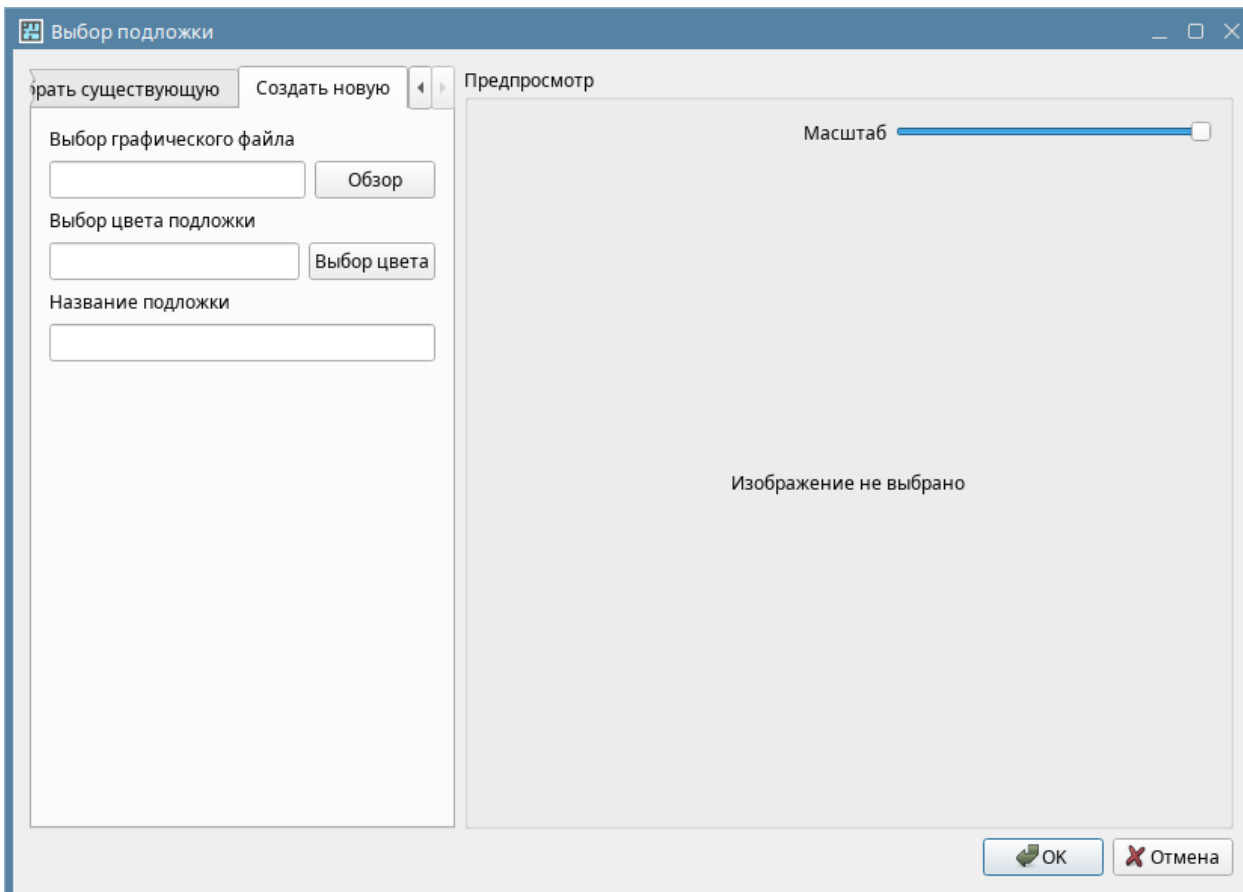 Выбор подложки
брать существующую
Создать новую
Предпросмотр
Выбор графического файла
Обзор
Выбор цвета подложки
Выбор цвета
Название подложки
Масштаб
Изображение не выбрано
OK
Отмена